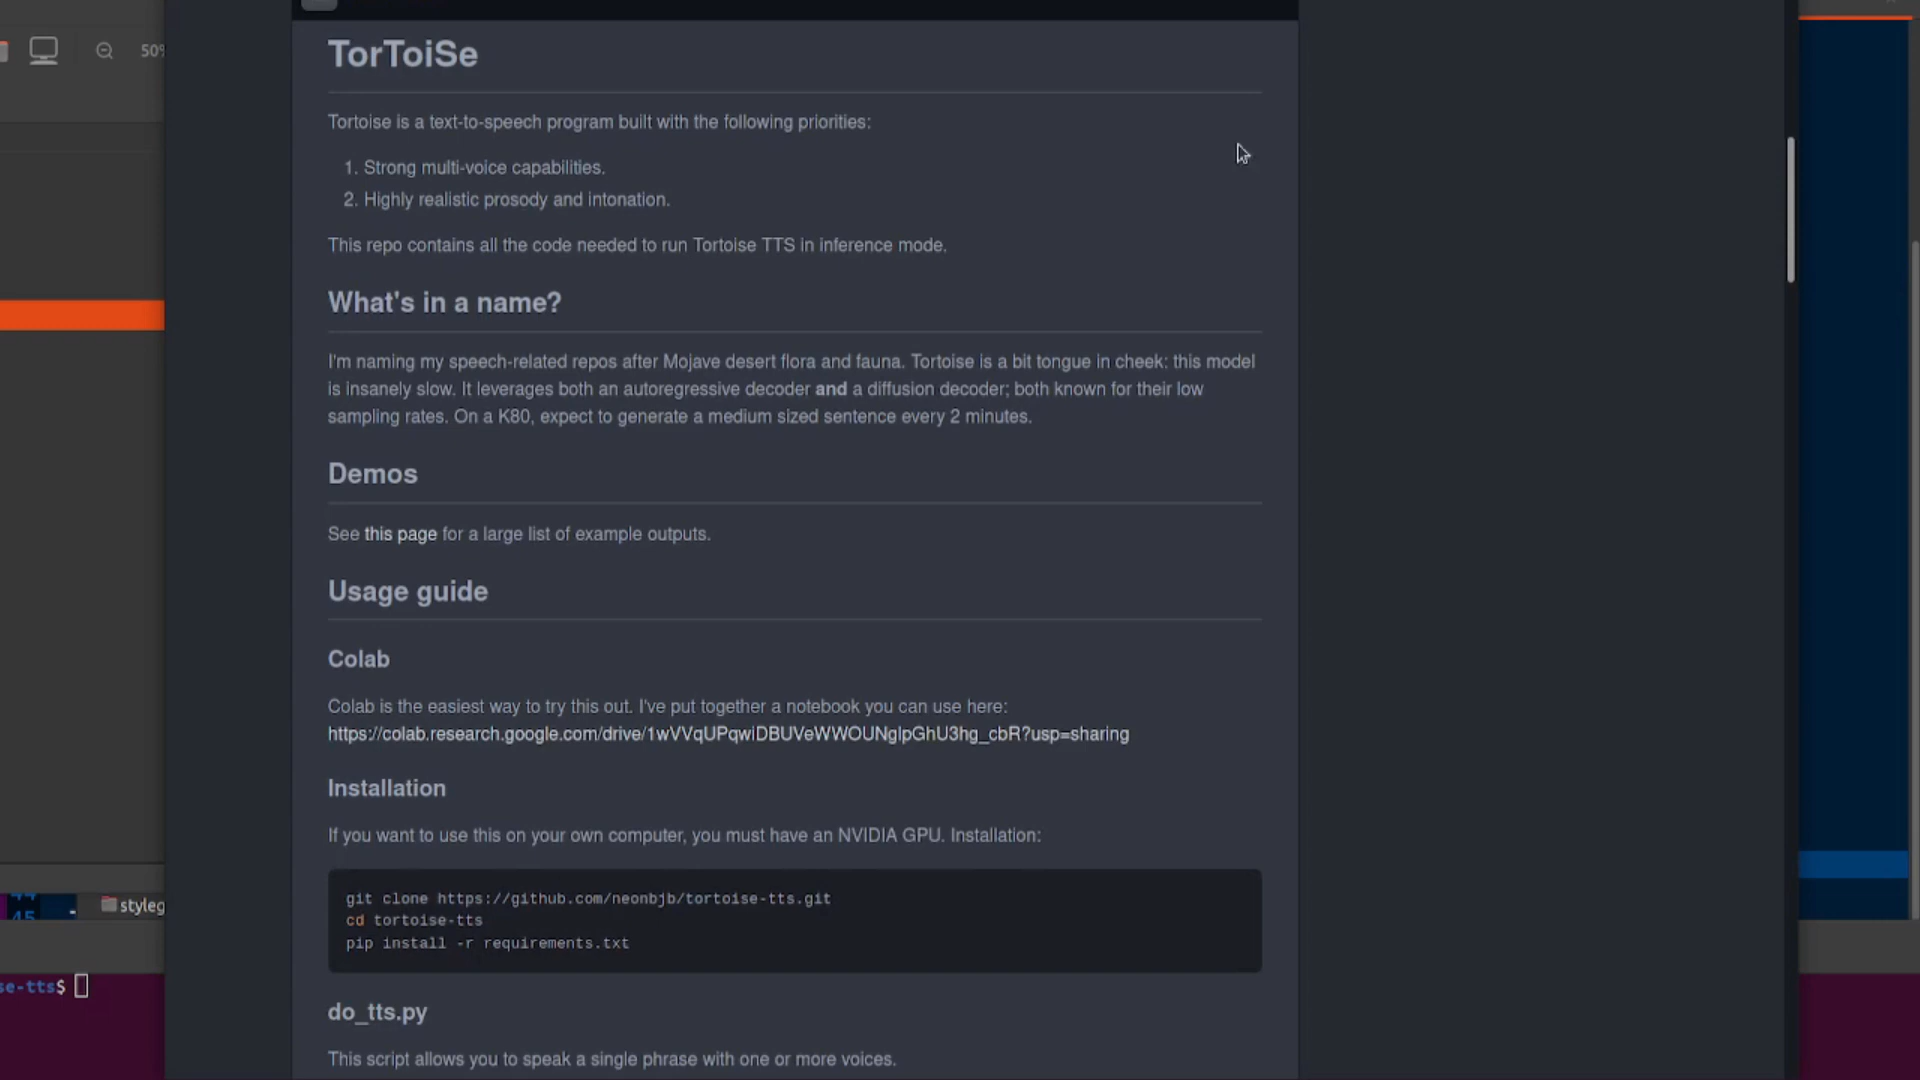 TorToiSe
50%
Tortoise is a text-to-speech program built with the following priorities:
1. Strong multi-voice capabilities.
2. Highly realistic prosody and intonation.
This repo contains all the code needed to run Tortoise TTS in inference mode.
What's in a name?
I'm naming my speech-related repos after Mojave desert flora and fauna. Tortoise is a bit tongue in cheek: this model
is insanely slow. It leverages both an autoregressive decoder and a diffusion decoder; both known for their low
sampling rates. On a K80, expect to generate a medium sized sentence every 2 minutes.
Demos
See this page for a large list of example outputs.
Usage guide
Colab
Colab is the easiest way to try this out. I've put together a notebook you can use here:
https://colab.research.google.com/drive/1wVVqUPqwiDBUVeWWOUNglpGhU3hg_cbR?usp=sharing
Installation
If you want to use this on your own computer, you must have an NVIDIA GPU. Installation:
git clone https://github.com/neonbjb/tortoise-tts.git
cd tortoise-tts
pip install -r requirements.txt
44
45
styleg
se-tts$
do_tts.py
This script allows you to speak a single phrase with one or more voices.